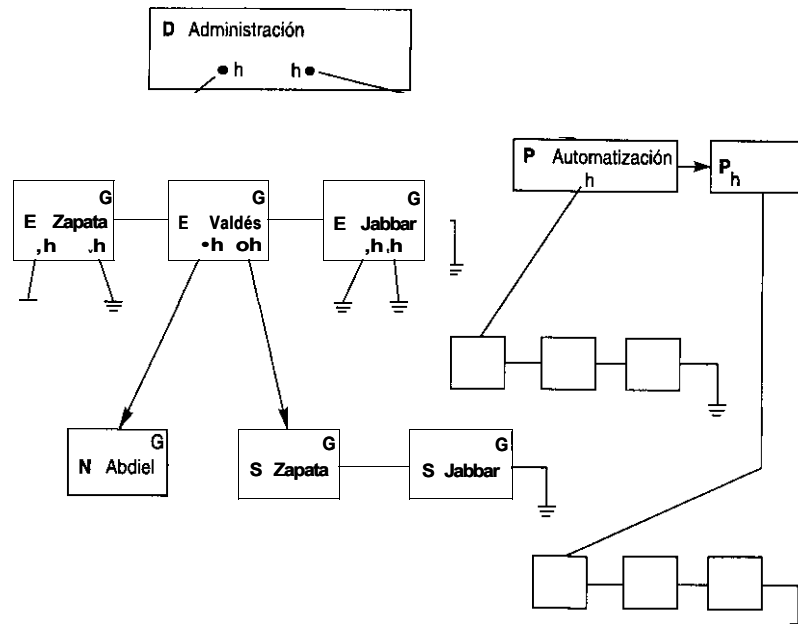 D Administración
• h h •
P Automatización
h
P
h
G
E Zapata
,h .h
G
E Valdés
•h oh
G
E Jabbar
,h,h
G
N Abdiel
G
S Zapata
G
S Jabbar